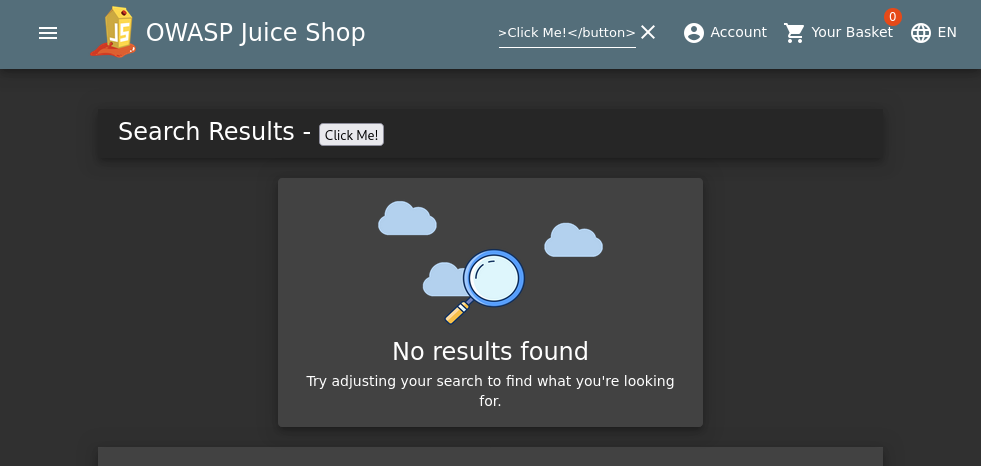 OWASP Juice Shop
>Click Me!</button>
Account
Your Basket
0
EN
Search Results - Click Me!
No results found
Try adjusting your search to find what you're looking
for.